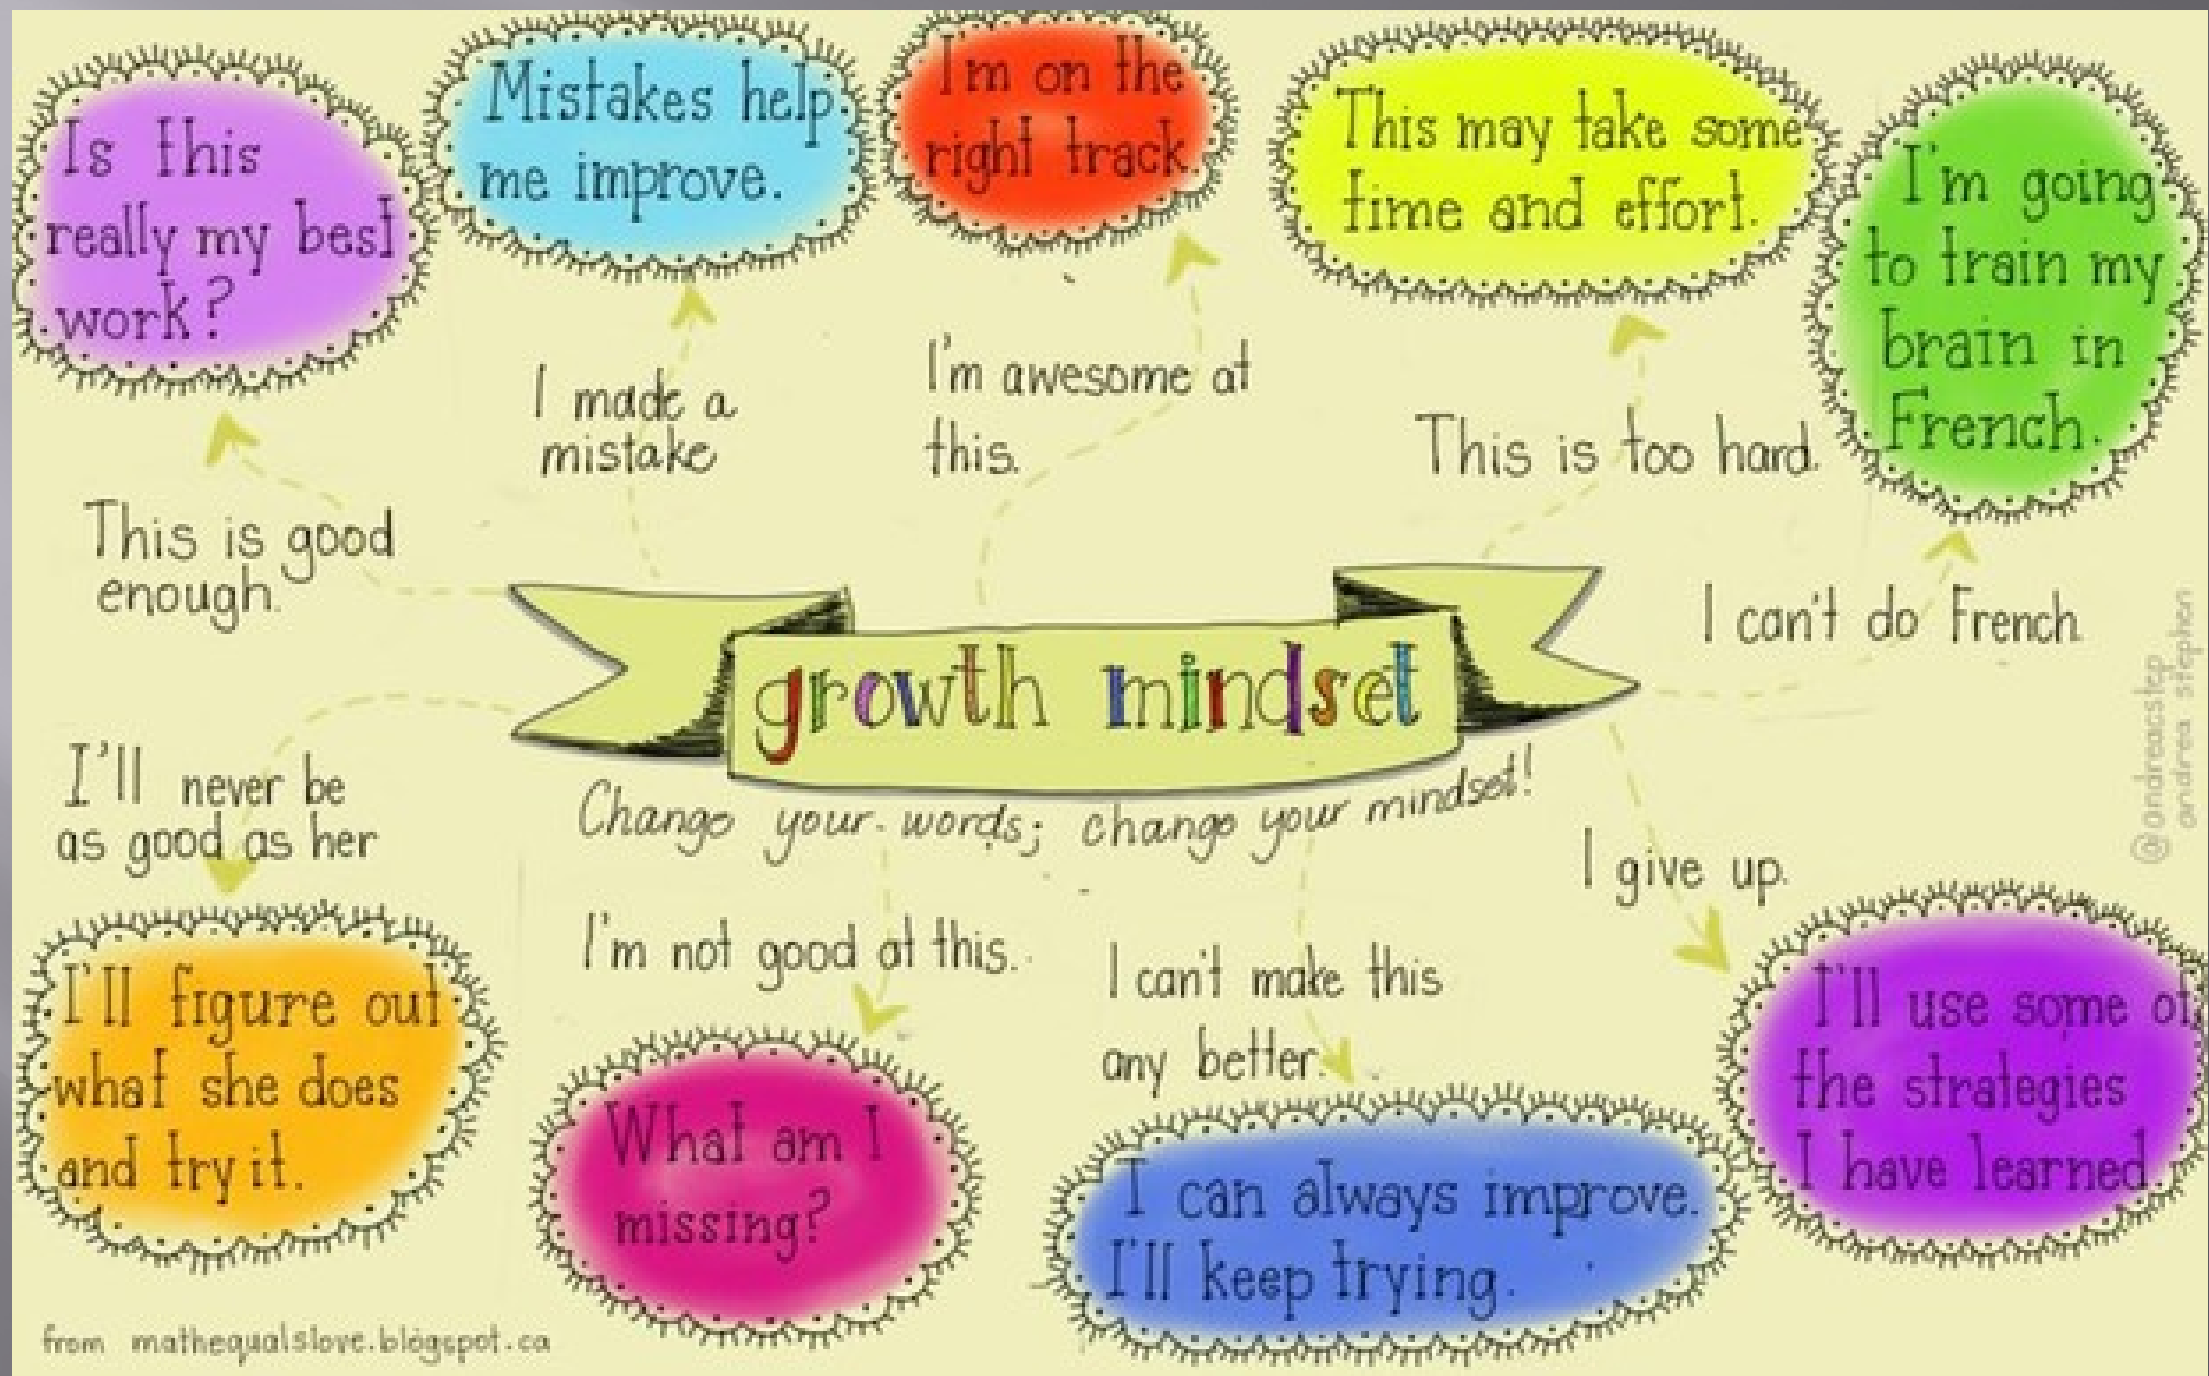 Is this
really my best
work?
Mistakes help
me improve.
I'm on the
right track.
This may take some
time and effort.
I'm going
to train my
brain in
French.
This is good
enough.
I made a
mistake
I'm awesome at
this.
This is too hard.
I can't do French
growth mindset
Change your words; change your mindset!
I'll never be
as good as her
I'm not good at this.
I can't make this
any better.
I give up.
I'll figure out
what she does
and try it.
What am I
missing?
I can always improve.
I'll keep trying.
I'll use some of
the strategies
I have learned
@andreacstep
andrea stephan
from mathequalslove.blogspot.ca